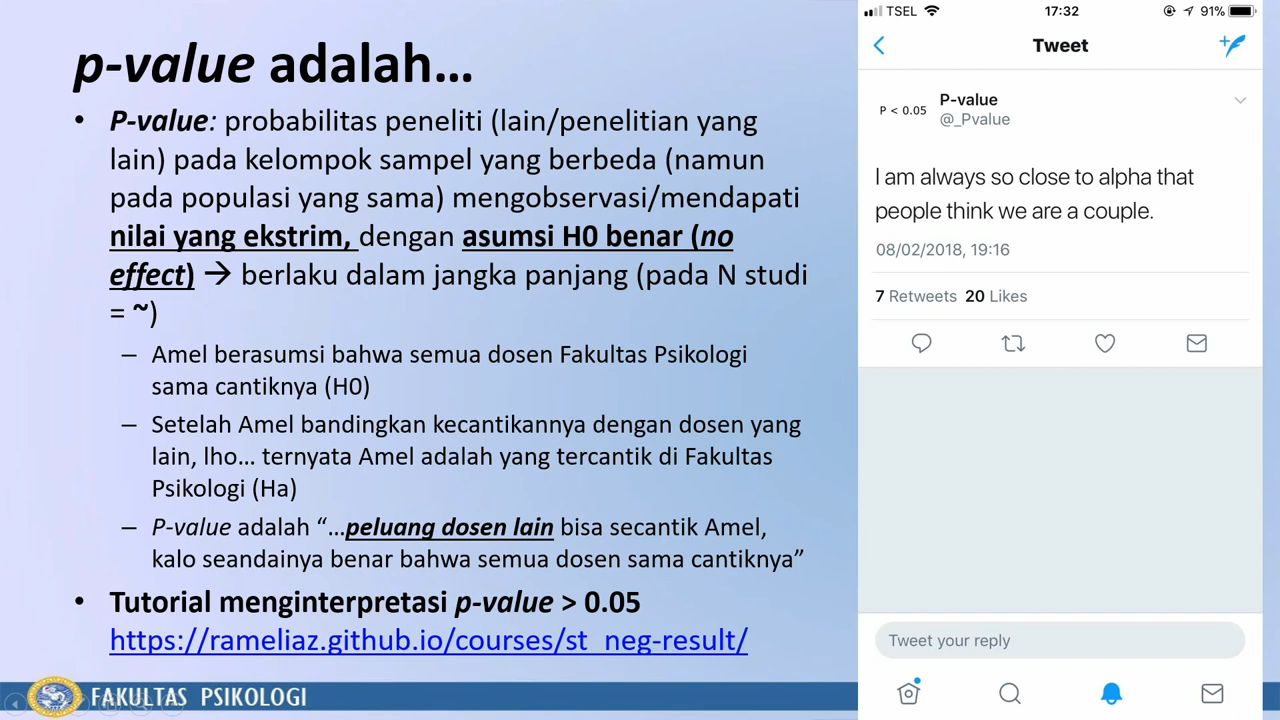 p-value adalah...
• P-value: probabilitas peneliti (lain/penelitian yang
lain) pada kelompok sampel yang berbeda (namun
pada populasi yang sama) mengobservasi/mendapati
nilai yang ekstrim, dengan asumsi H0 benar (no
effect) → berlaku dalam jangka panjang (pada N studi
= ~)
– Amel berasumsi bahwa semua dosen Fakultas Psikologi
sama cantiknya (H0)
– Setelah Amel bandingkan kecantikannya dengan dosen yang
lain, lho... ternyata Amel adalah yang tercantik di Fakultas
Psikologi (Ha)
– P-value adalah “...peluang dosen lain bisa secantik Amel,
kalo seandainya benar bahwa semua dosen sama cantiknya”
• Tutorial menginterpretasi p-value > 0.05
https://rameliaz.github.io/courses/st_neg-result/
FAKULTAS PSIKOLOGI
TSEL 17:32 91%
Tweet
P < 0.05 P-value
@_Pvalue
I am always so close to alpha that
people think we are a couple.
08/02/2018, 19:16
7 Retweets 20 Likes
Tweet your reply